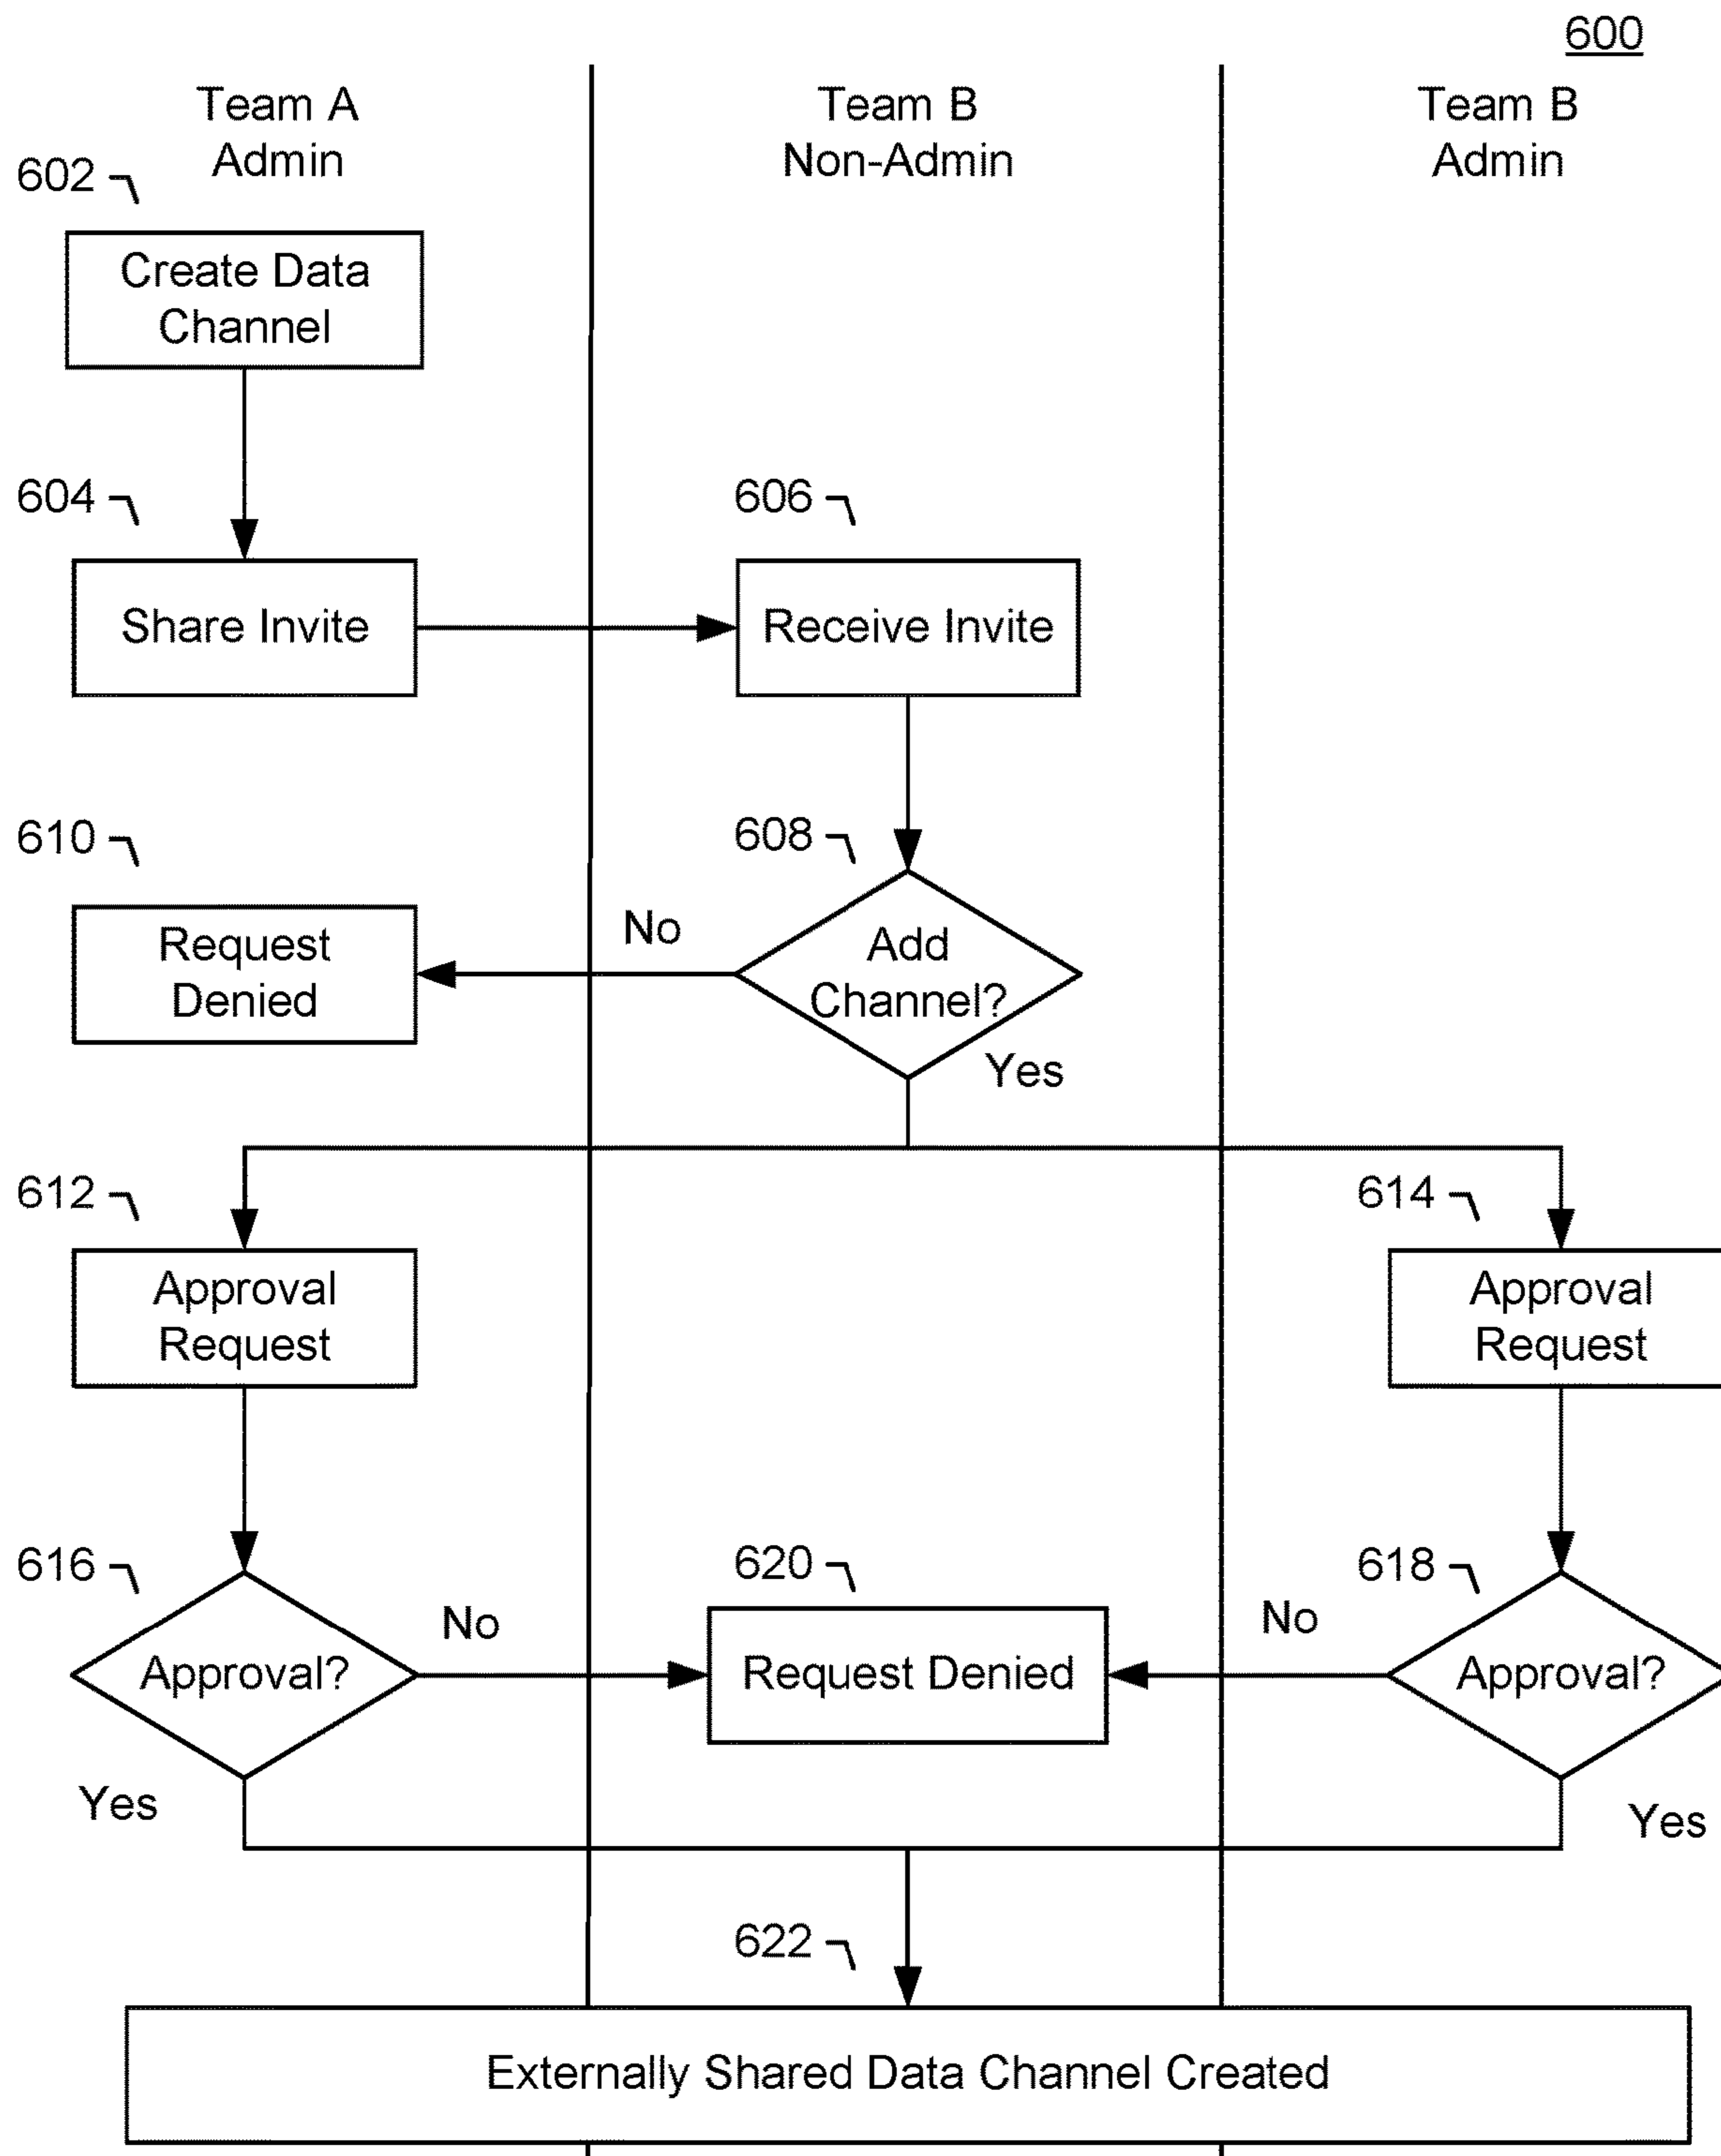 600
Team A
Admin
Team B
Non-Admin
Team B
Admin
602
Create Data
Channel
604
606
Share Invite
Receive Invite
610
608
Request
Denied
No
Add
Channel?
Yes
612
614
Approval
Request
Approval
Request
616
620
618
Approval?
No
Request Denied
No
Approval?
Yes
Yes
622
Externally Shared Data Channel Created